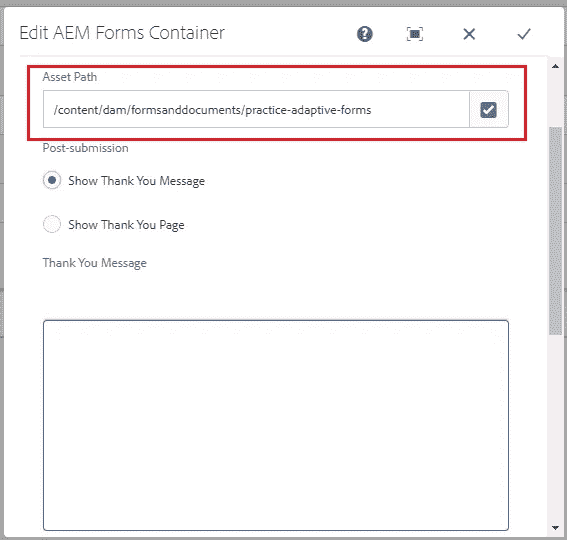 Edit AEM Forms Container
Asset Path
/content/dam/formsanddocuments/practice-adaptive-forms
Post-submission
Show Thank You Message
Show Thank You Page
Thank You Message